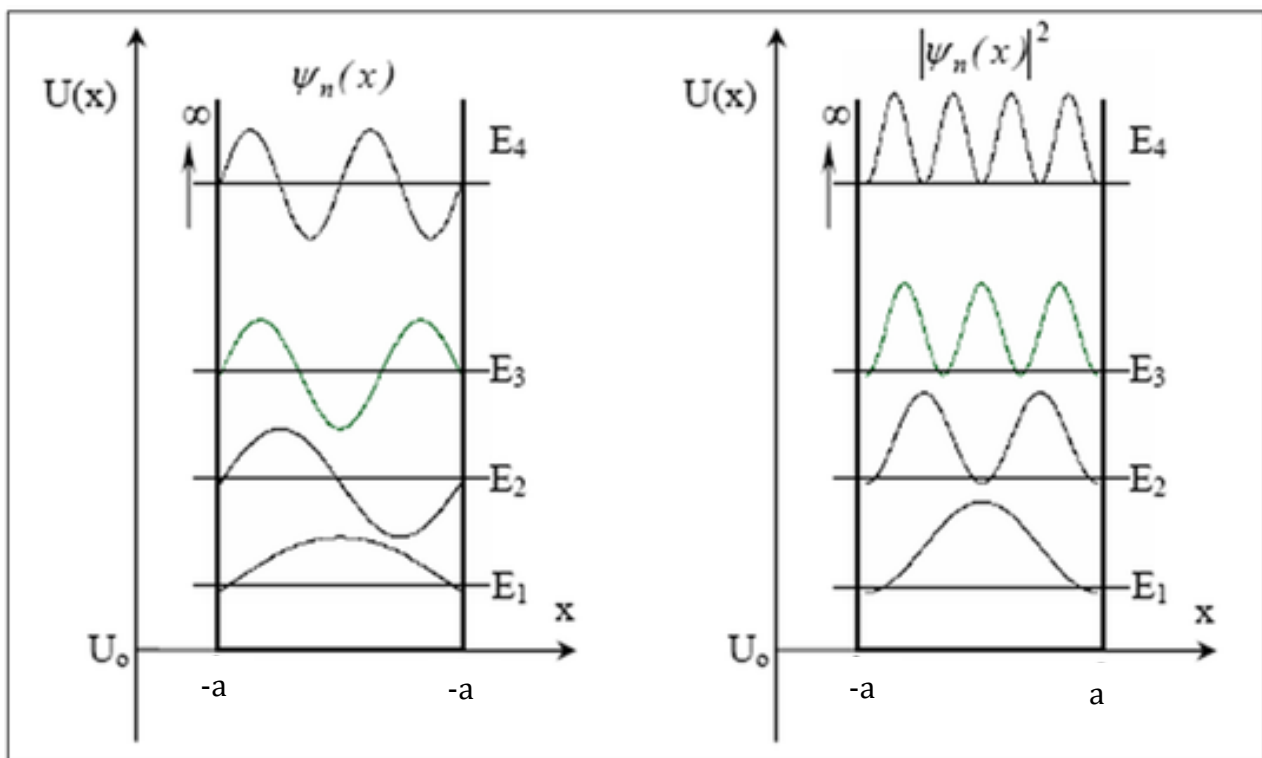 U(x)
∞
ψₙ(x)
E₄
E₃
E₂
E₁
x
Uₒ
-a
-a
U(x)
∞
|ψₙ(x)|²
E₄
E₃
E₂
E₁
x
Uₒ
-a
a